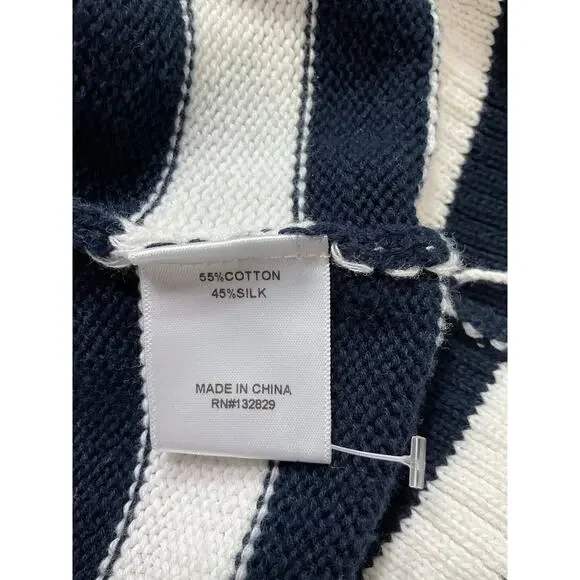 55%COTTON
45%SILK
MADE IN CHINA
RN#132829